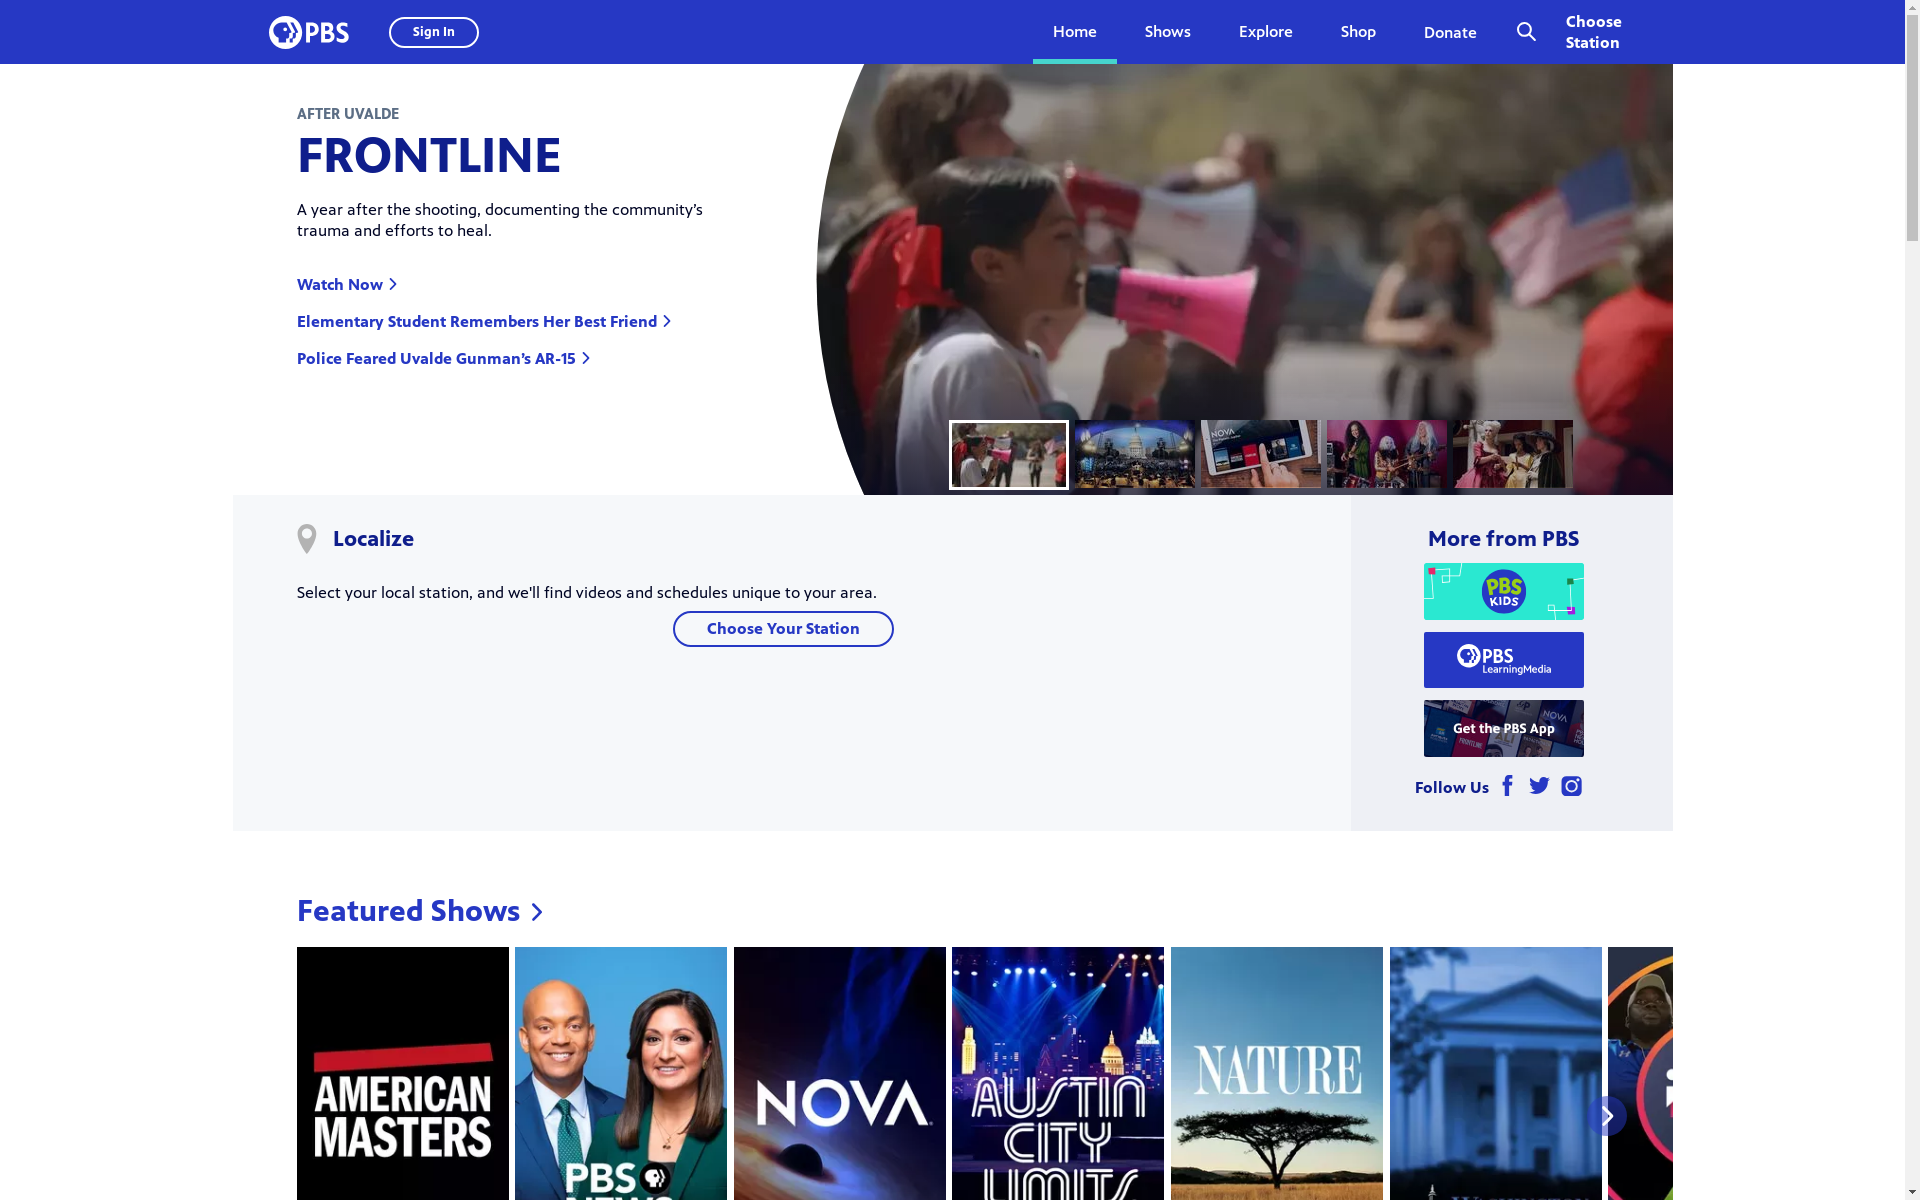 PBS
Sign In
Home
Shows
Explore
Shop
Donate
Choose
Station
AFTER UVALDE
FRONTLINE
A year after the shooting, documenting the community’s
trauma and efforts to heal.
Watch Now
Elementary Student Remembers Her Best Friend
Police Feared Uvalde Gunman’s AR-15
NOVA
Localize
Select your local station, and we'll find videos and schedules unique to your area.
Choose Your Station
More from PBS
PBS
KIDS
PBS
LearningMedia
Get the PBS App
NOVA
FRONTLINE
Follow Us
Featured Shows
AMERICAN
MASTERS
PBS
NEWS
NOVA
AUSTIN
CITY
LIMITS
NATURE
WASHINGTON